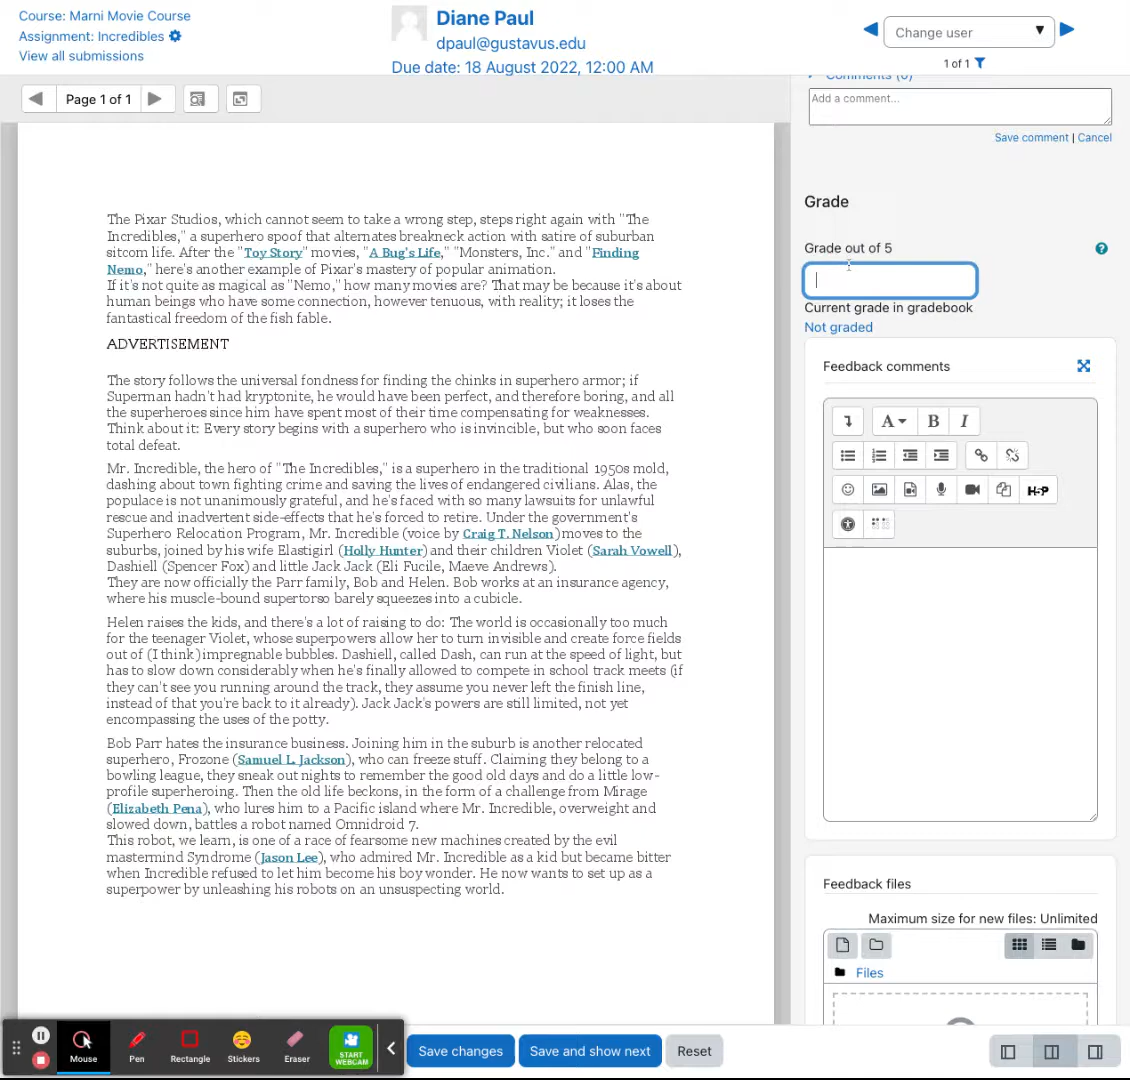 Course: Marni Movie Course
Assignment: Incredibles
View all submissions
Diane Paul
dpaul@gustavus.edu
Due date: 18 August 2022, 12:00 AM
Change user
1 of 1
Page 1 of 1
The Pixar Studios, which cannot seem to take a wrong step, steps right again with "The
Incredibles," a superhero spoof that alternates breakneck action with satire of suburban
sitcom life. After the "Toy Story" movies, "A Bug's Life," "Monsters, Inc." and "Finding
Nemo," here's another example of Pixar's mastery of popular animation.
If it's not quite as magical as "Nemo," how many movies are? That may be because it's about
human beings who have some connection, however tenuous, with reality; it loses the
fantastical freedom of the fish fable.
ADVERTISEMENT
The story follows the universal fondness for finding the chinks in superhero armor; if
Superman hadn't had kryptonite, he would have been perfect, and therefore boring, and all
the superheroes since him have spent most of their time compensating for weaknesses.
Think about it: Every story begins with a superhero who is invincible, but who soon faces
total defeat.
Mr. Incredible, the hero of "The Incredibles," is a superhero in the traditional 1950s mold,
dashing about town fighting crime and saving the lives of endangered civilians. Alas, the
populace is not unanimously grateful, and he's faced with so many lawsuits for unlawful
rescue and inadvertent side-effects that he's forced to retire. Under the government's
Superhero Relocation Program, Mr. Incredible (voice by Craig T. Nelson) moves to the
suburbs, joined by his wife Elastigirl (Holly Hunter) and their children Violet (Sarah Vowell),
Dashiell (Spencer Fox) and little Jack Jack (Eli Fucile, Maeve Andrews).
They are now officially the Parr family, Bob and Helen. Bob works at an insurance agency,
where his muscle-bound supertorso barely squeezes into a cubicle.
Helen raises the kids, and there's a lot of raising to do: The world is occasionally too much
for the teenager Violet, whose superpowers allow her to turn invisible and create force fields
out of (I think) impregnable bubbles. Dashiell, called Dash, can run at the speed of light, but
has to slow down considerably when he's finally allowed to compete in school track meets (if
they can't see you running around the track, they assume you never left the finish line,
instead of that you're back to it already). Jack Jack's powers are still limited, not yet
encompassing the uses of the potty.
Bob Parr hates the insurance business. Joining him in the suburb is another relocated
superhero, Frozone (Samuel L. Jackson), who can freeze stuff. Claiming they belong to a
bowling league, they sneak out nights to remember the good old days and do a little low-
profile superheroing. Then the old life beckons, in the form of a challenge from Mirage
(Elizabeth Pena), who lures him to a Pacific island where Mr. Incredible, overweight and
slowed down, battles a robot named Omnidroid 7.
This robot, we learn, is one of a race of fearsome new machines created by the evil
mastermind Syndrome (Jason Lee), who admired Mr. Incredible as a kid but became bitter
when Incredible refused to let him become his boy wonder. He now wants to set up as a
superpower by unleashing his robots on an unsuspecting world.
Comments (0)
Add a comment...
Save comment | Cancel
Grade
Grade out of 5
Current grade in gradebook
Not graded
Feedback comments
A B I
H-P
Feedback files
Maximum size for new files: Unlimited
Files
Mouse Pen Rectangle Stickers Eraser START WEBCAM
Save changes Save and show next Reset